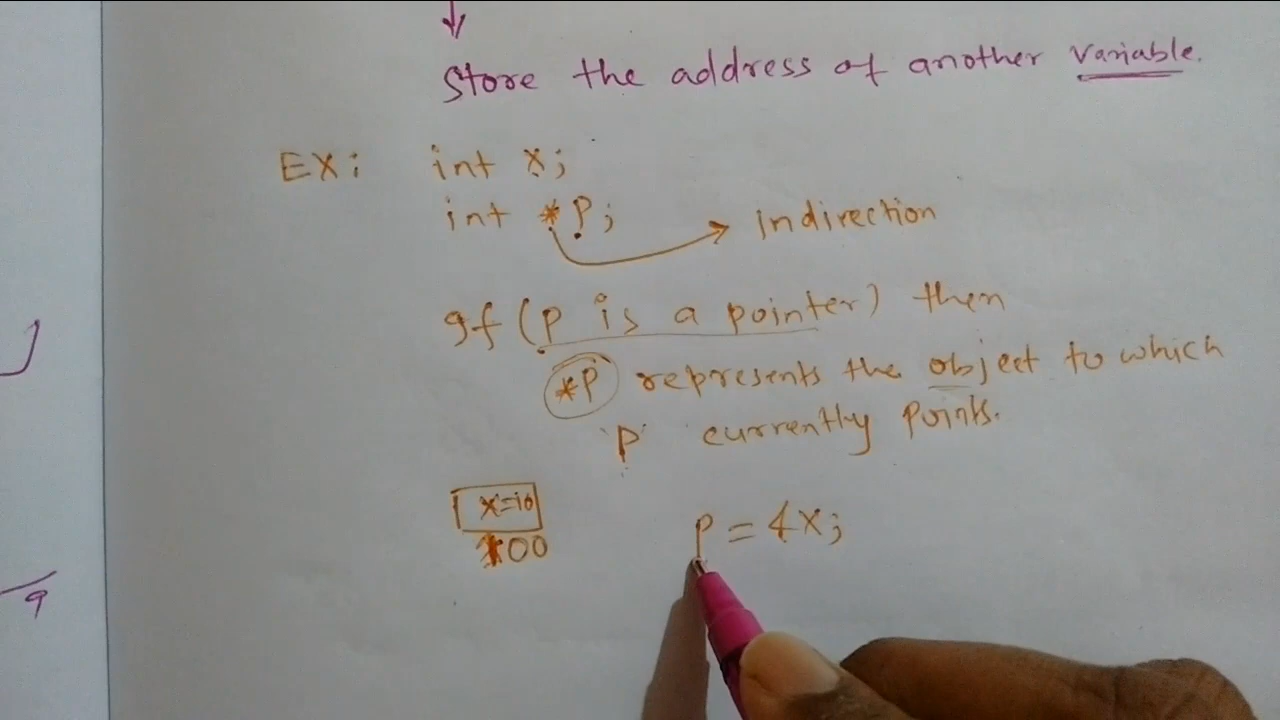 Store the address of another variable.
EX: int x;
int *P; → indirection
If (P is a pointer) then
*P represents the object to which
'P' currently points.
x=10
100
P = &x;